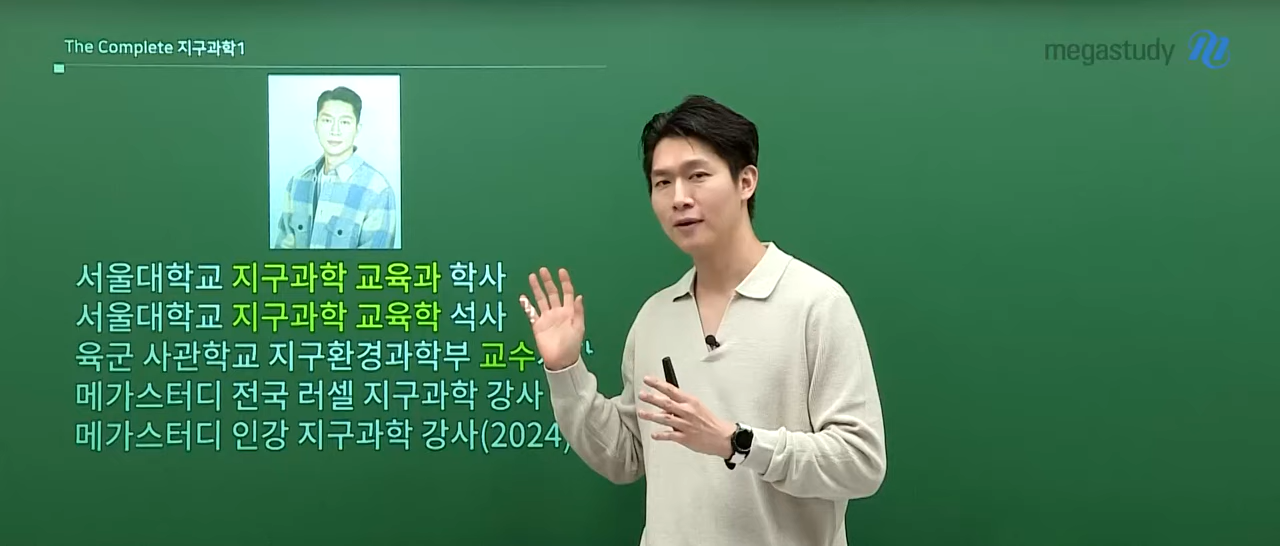 The Complete 지구과학1
megastudy
서울대학교 지구과학 교육과 학사
서울대학교 지구과학 교육학 석사
육군 사관학교 지구환경과학부 교수
메가스터디 전국 러셀 지구과학 강사
메가스터디 인강 지구과학 강사(2024)